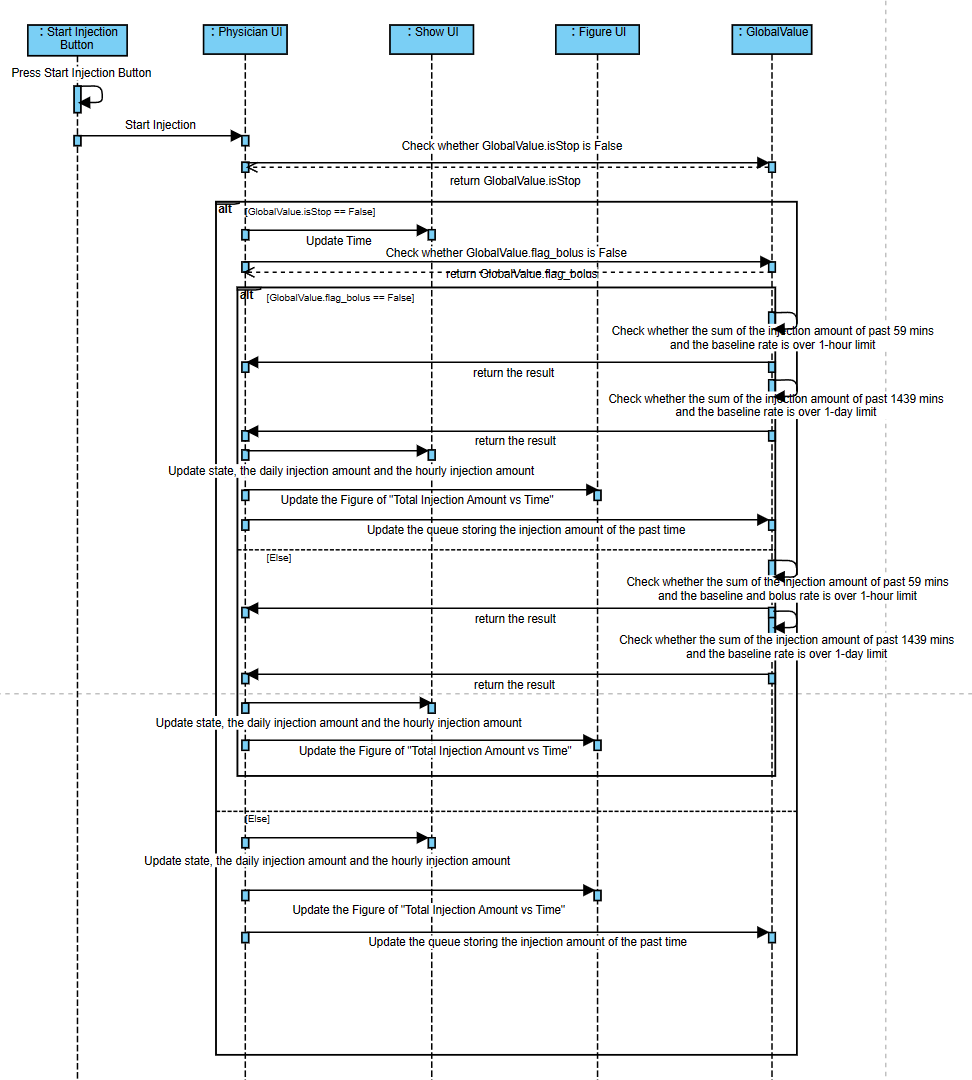 : Start Injection
Button
: Physician UI
: Show UI
: Figure UI
: GlobalValue
Press Start Injection Button
Start Injection
Check whether GlobalValue.isStop is False
return GlobalValue.isStop
alt
[GlobalValue.isStop == False]
Update Time
Check whether GlobalValue.flag_bolus is False
return GlobalValue.flag_bolus
alt
[GlobalValue.flag_bolus == False]
Check whether the sum of the injection amount of past 59 mins
and the baseline rate is over 1-hour limit
return the result
Check whether the sum of the injection amount of past 1439 mins
and the baseline rate is over 1-day limit
return the result
Update state, the daily injection amount and the hourly injection amount
Update the Figure of "Total Injection Amount vs Time"
Update the queue storing the injection amount of the past time
[Else]
Check whether the sum of the injection amount of past 59 mins
and the baseline and bolus rate is over 1-hour limit
return the result
Check whether the sum of the injection amount of past 1439 mins
and the baseline rate is over 1-day limit
return the result
Update state, the daily injection amount and the hourly injection amount
Update the Figure of "Total Injection Amount vs Time"
[Else]
Update state, the daily injection amount and the hourly injection amount
Update the Figure of "Total Injection Amount vs Time"
Update the queue storing the injection amount of the past time